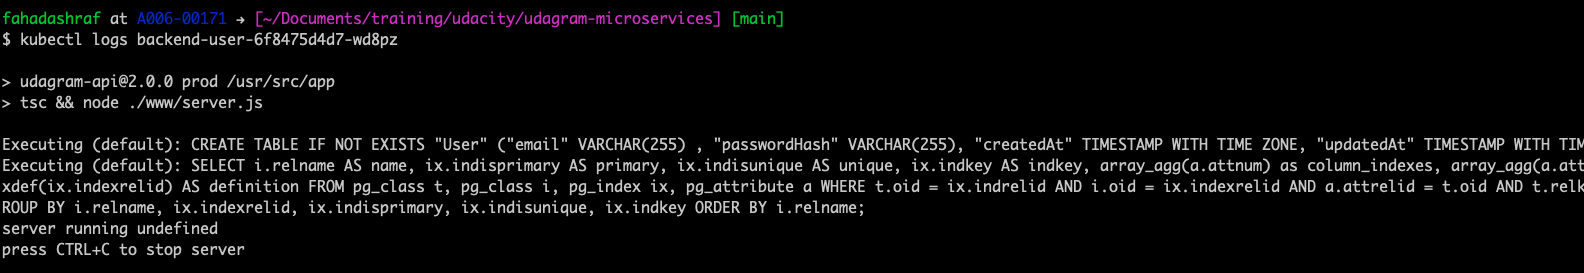 fahadashraf at A006-00171 → [~/Documents/training/udacity/udagram-microservices] [main]
$ kubectl logs backend-user-6f8475d4d7-wd8pz
> udagram-api@2.0.0 prod /usr/src/app
> tsc && node ./www/server.js
Executing (default): CREATE TABLE IF NOT EXISTS "User" ("email" VARCHAR(255) , "passwordHash" VARCHAR(255), "createdAt" TIMESTAMP WITH TIME ZONE, "updatedAt" TIMESTAMP WITH TIM
Executing (default): SELECT i.relname AS name, ix.indisprimary AS primary, ix.indisunique AS unique, ix.indkey AS indkey, array_agg(a.attnum) as column_indexes, array_agg(a.att
xdef(ix.indexrelid) AS definition FROM pg_class t, pg_class i, pg_index ix, pg_attribute a WHERE t.oid = ix.indrelid AND i.oid = ix.indexrelid AND a.attrelid = t.oid AND t.relk
ROUP BY i.relname, ix.indexrelid, ix.indisprimary, ix.indisunique, ix.indkey ORDER BY i.relname;
server running undefined
press CTRL+C to stop server